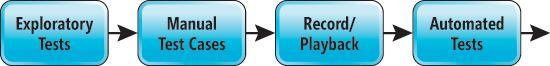 Exploratory
Tests
Manual
Test Cases
Record/
Playback
Automated
Tests